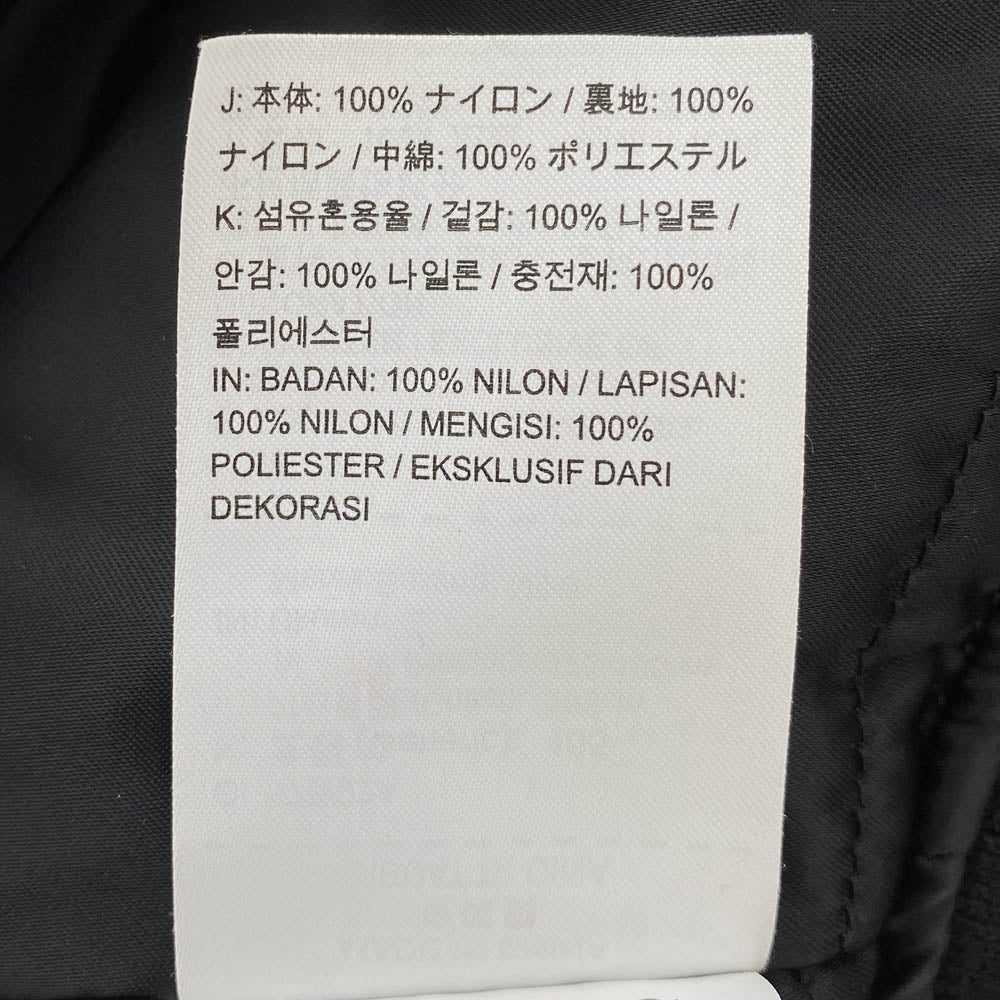 J: 本体: 100% ナイロン / 裏地: 100%
ナイロン / 中綿: 100% ポリエステル
K: 섬유혼용율 / 겉감: 100% 나일론 /
안감: 100% 나일론 / 충전재: 100%
폴리에스터
IN: BADAN: 100% NILON / LAPISAN:
100% NILON / MENGISI: 100%
POLIESTER / EKSKLUSIF DARI
DEKORASI